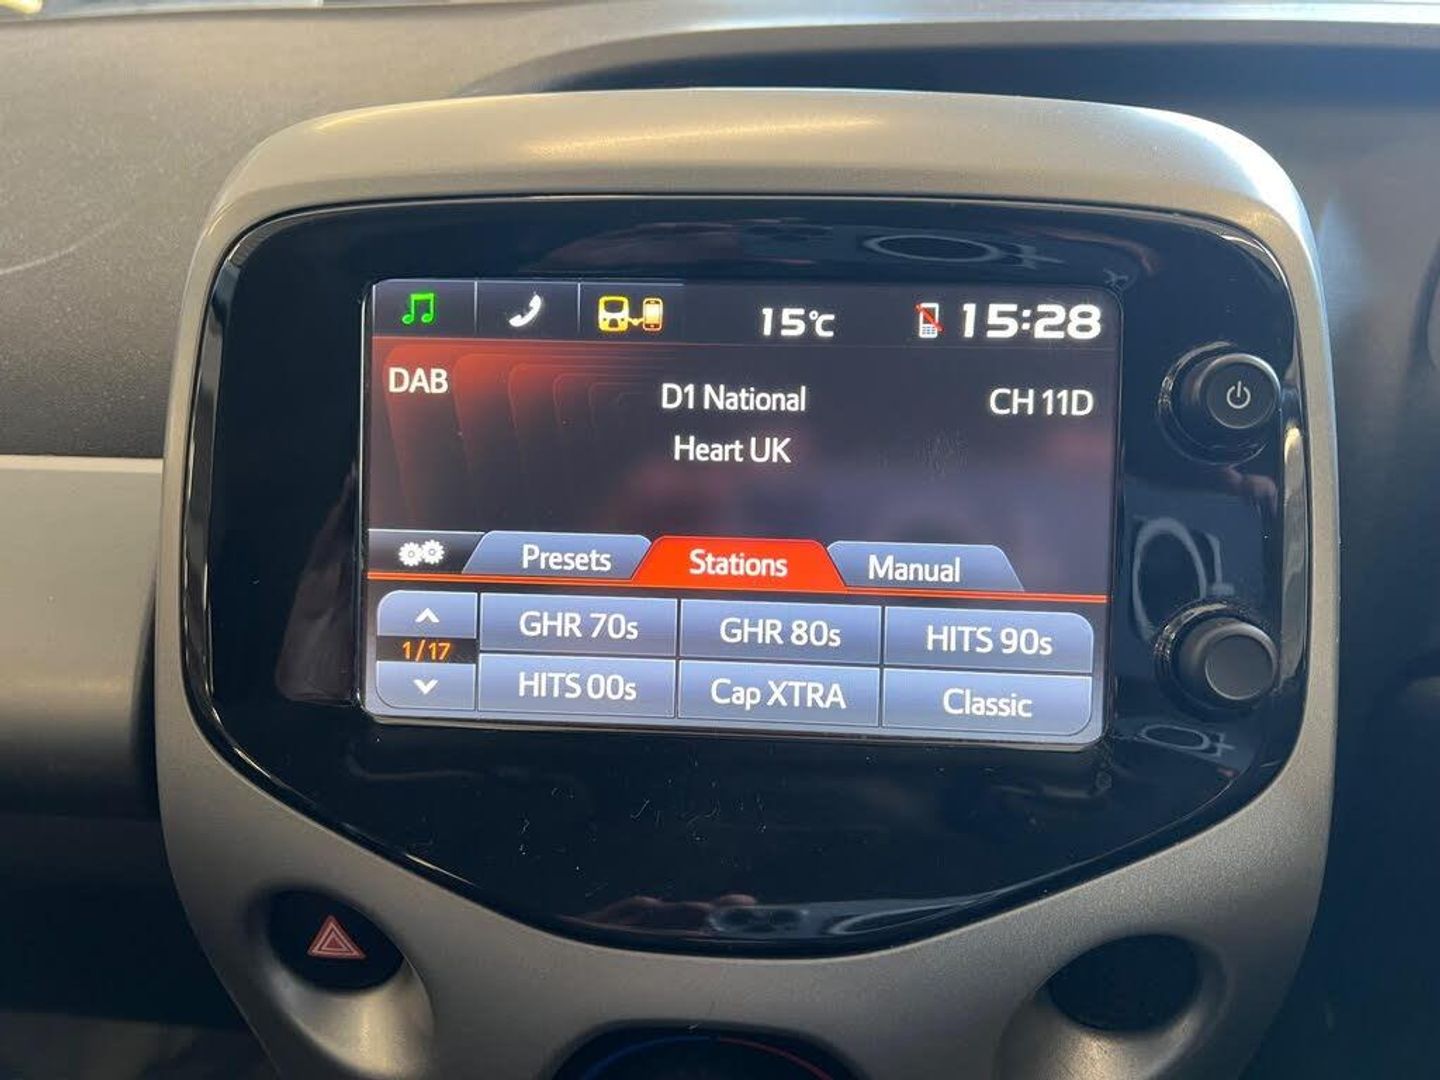 15°C 15:28
DAB D1 National CH 11D
Heart UK
Presets Stations Manual
1/17
GHR 70s GHR 80s HITS 90s
HITS 00s Cap XTRA Classic